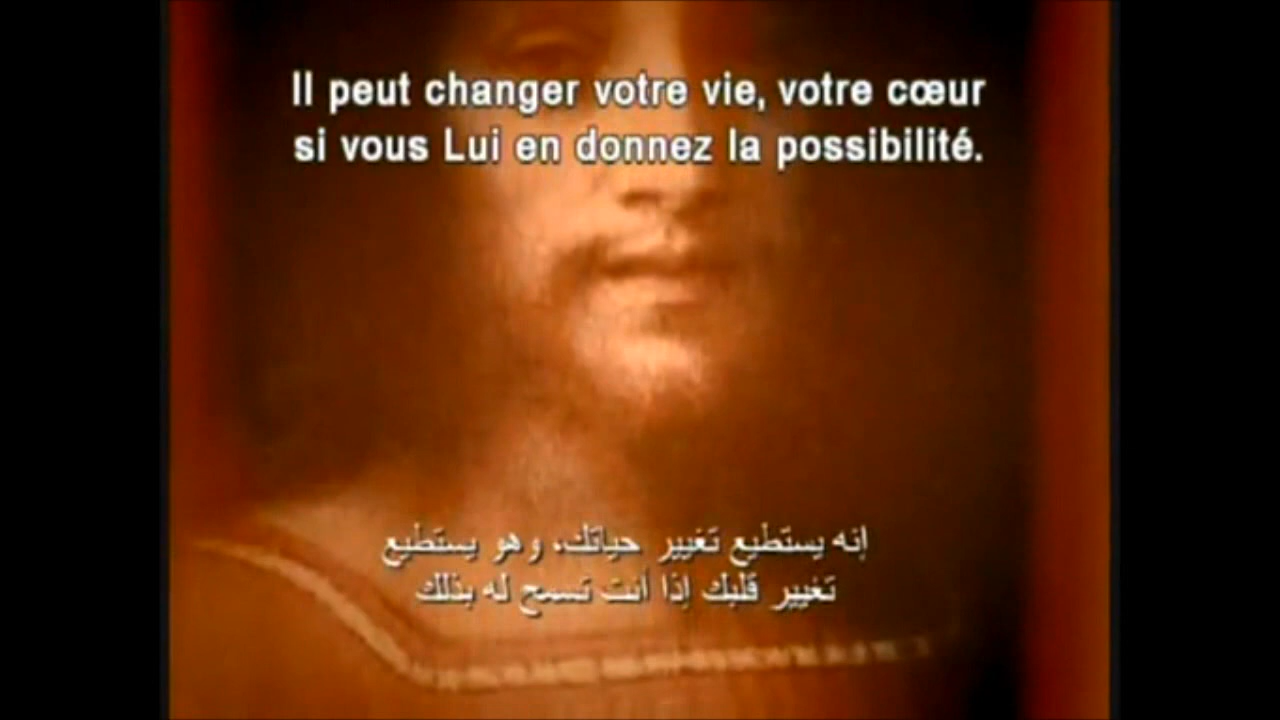 Il peut changer votre vie, votre cœur
si vous Lui en donnez la possibilité.
إنه يستطيع تغيير حياتك، وهو يستطيع
تغيير قلبك إذا أنت تسمح له بذلك